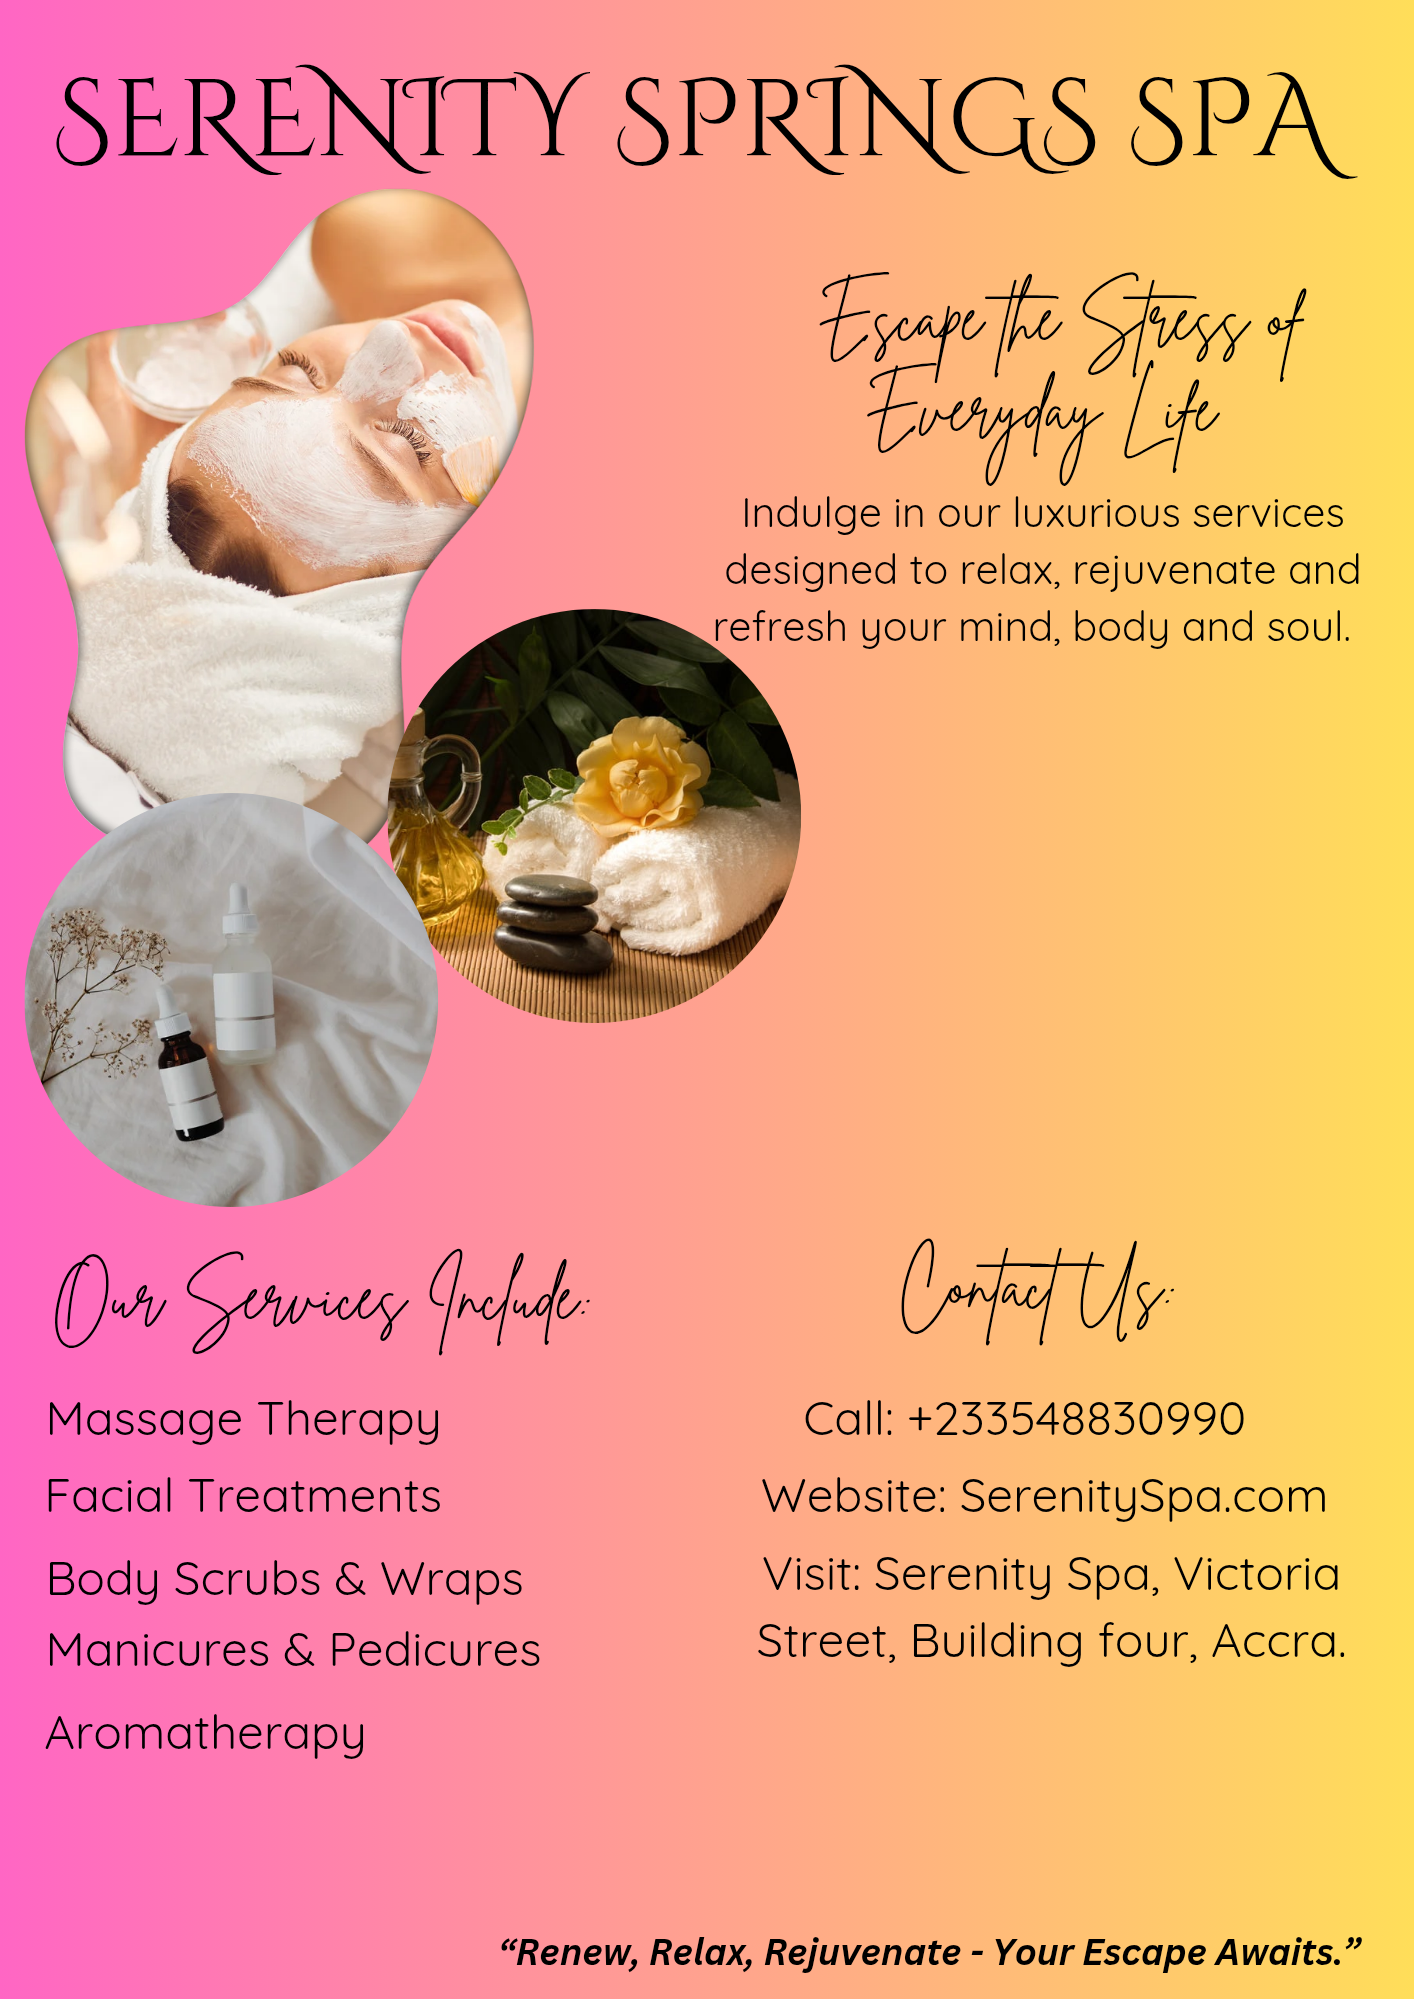 SERENITY SPRINGS SPA
Escape the Stress of
Everyday Life
Indulge in our luxurious services
designed to relax, rejuvenate and
refresh your mind, body and soul.
Our Services Include:
Massage Therapy
Facial Treatments
Body Scrubs & Wraps
Manicures & Pedicures
Aromatherapy
Contact Us:
Call: +233548830990
Website: SerenitySpa.com
Visit: Serenity Spa, Victoria
Street, Building four, Accra.
“Renew, Relax, Rejuvenate - Your Escape Awaits.”